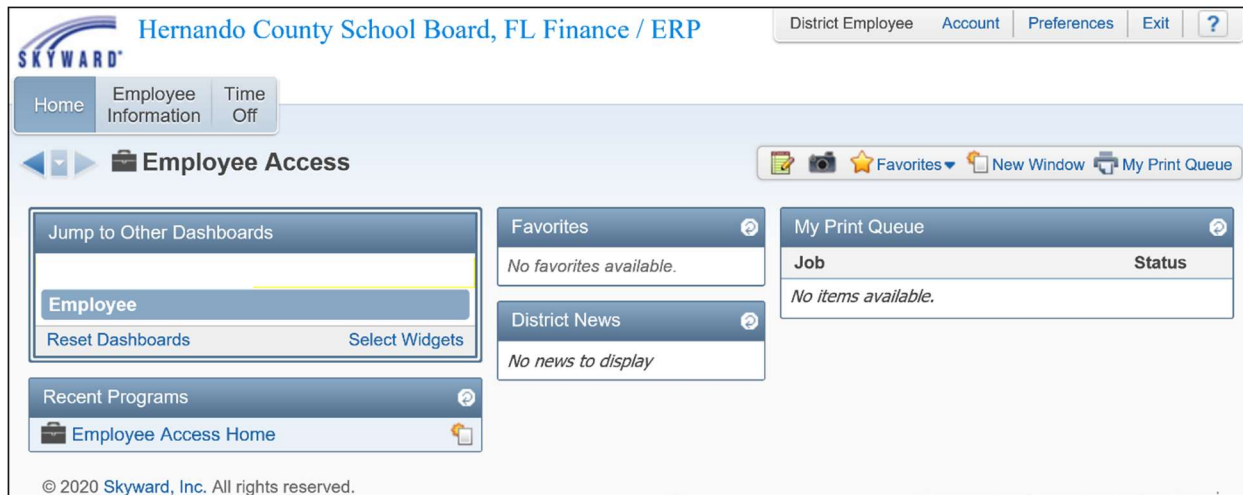 Hernando County School Board, FL Finance / ERP
District Employee Account Preferences Exit ?
SKYWARD
Home
Employee Information
Time Off
Employee Access
Favorites New Window My Print Queue
Jump to Other Dashboards
Employee
Reset Dashboards Select Widgets
Recent Programs
Employee Access Home
Favorites
No favorites available.
District News
No news to display
My Print Queue
Job Status
No items available.
© 2020 Skyward, Inc. All rights reserved.